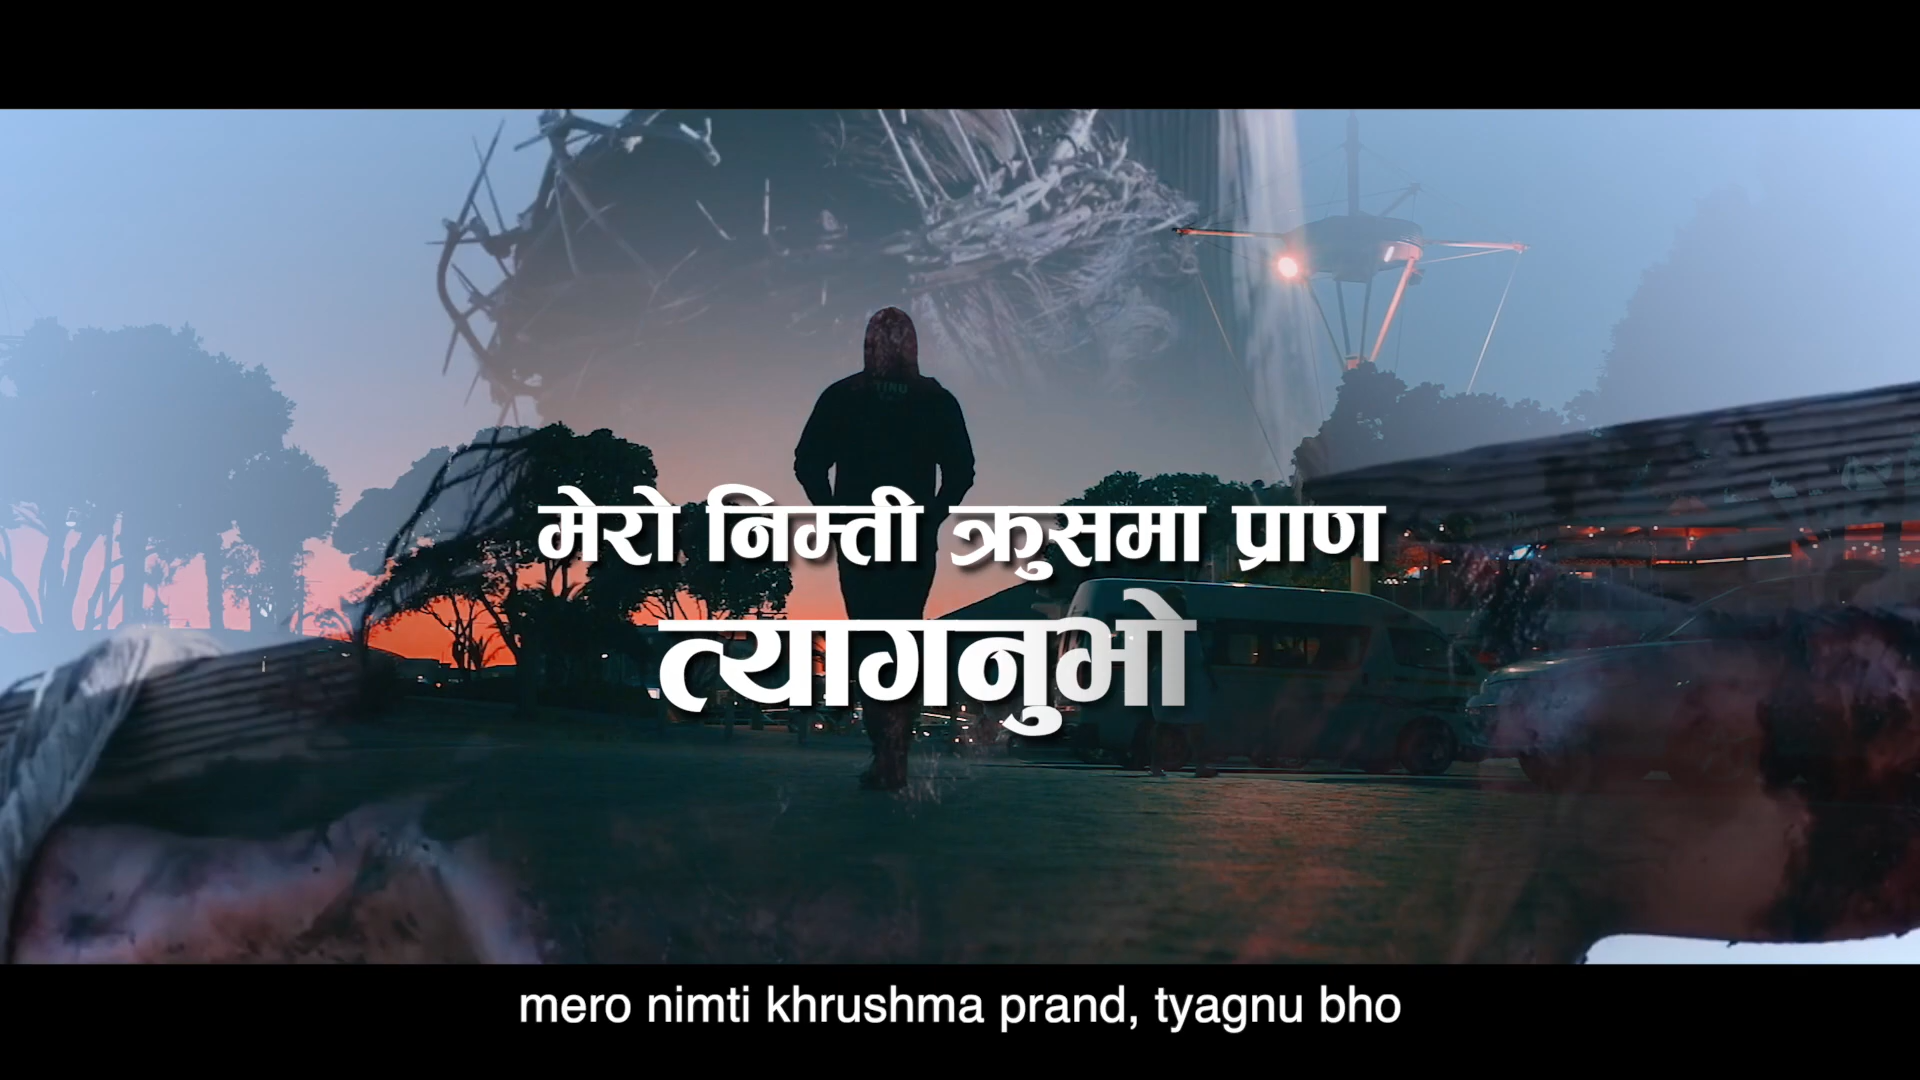 मेरो निम्ती क्रुसमा प्राण
त्यागनुभो
mero nimti khrushma prand, tyagnu bho